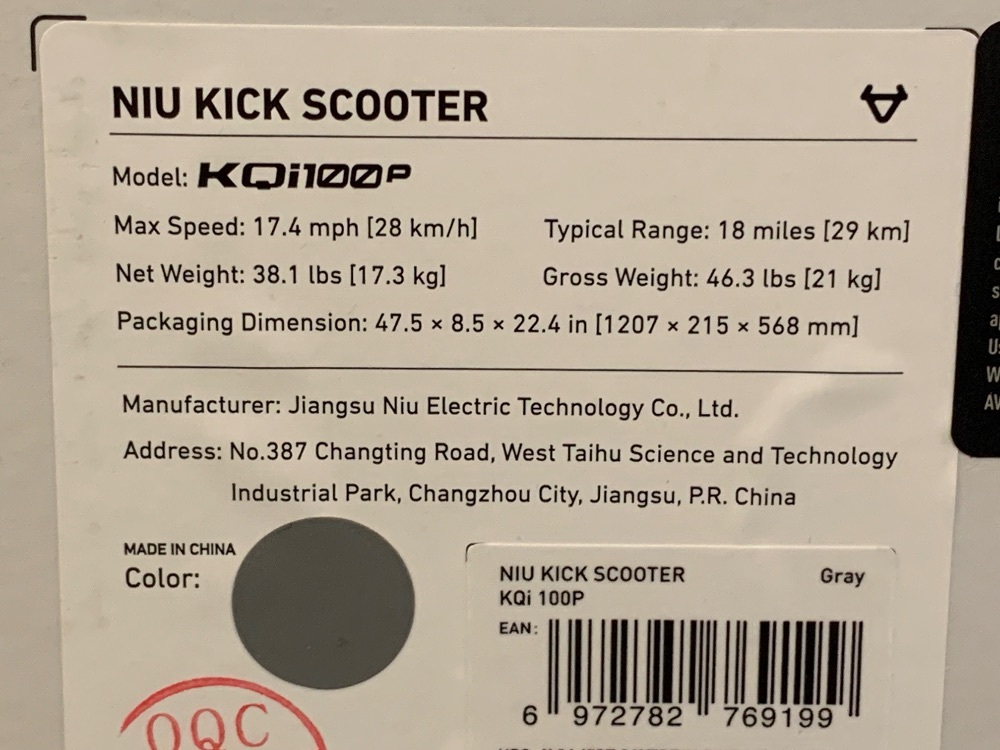 NIU KICK SCOOTER
Model: KQi100P
Max Speed: 17.4 mph [28 km/h] Typical Range: 18 miles [29 km]
Net Weight: 38.1 lbs [17.3 kg] Gross Weight: 46.3 lbs [21 kg]
Packaging Dimension: 47.5 × 8.5 × 22.4 in [1207 × 215 × 568 mm]
Manufacturer: Jiangsu Niu Electric Technology Co., Ltd.
Address: No.387 Changting Road, West Taihu Science and Technology
Industrial Park, Changzhou City, Jiangsu, P.R. China
MADE IN CHINA
Color:
NIU KICK SCOOTER Gray
KQi 100P
EAN:
6 972782 769199
QQC